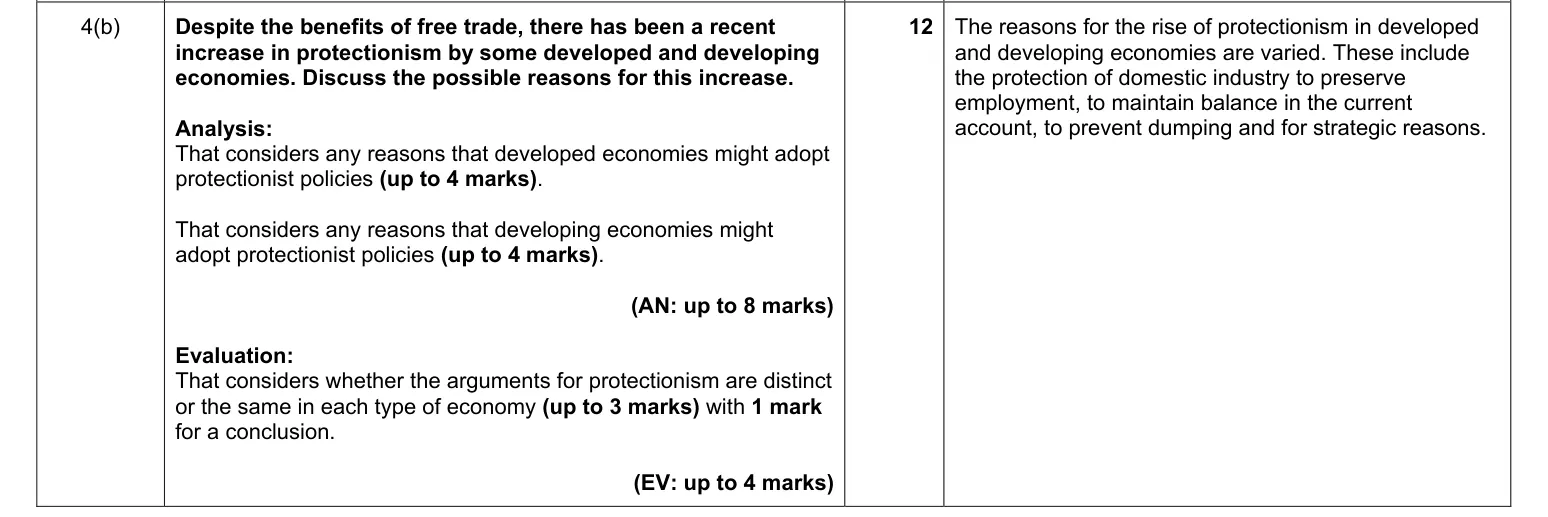 4(b)
Despite the benefits of free trade, there has been a recent
increase in protectionism by some developed and developing
economies. Discuss the possible reasons for this increase.
Analysis:
That considers any reasons that developed economies might adopt
protectionist policies (up to 4 marks).
That considers any reasons that developing economies might
adopt protectionist policies (up to 4 marks).
(AN: up to 8 marks)
Evaluation:
That considers whether the arguments for protectionism are distinct
or the same in each type of economy (up to 3 marks) with 1 mark
for a conclusion.
(EV: up to 4 marks)
12
The reasons for the rise of protectionism in developed
and developing economies are varied. These include
the protection of domestic industry to preserve
employment, to maintain balance in the current
account, to prevent dumping and for strategic reasons.